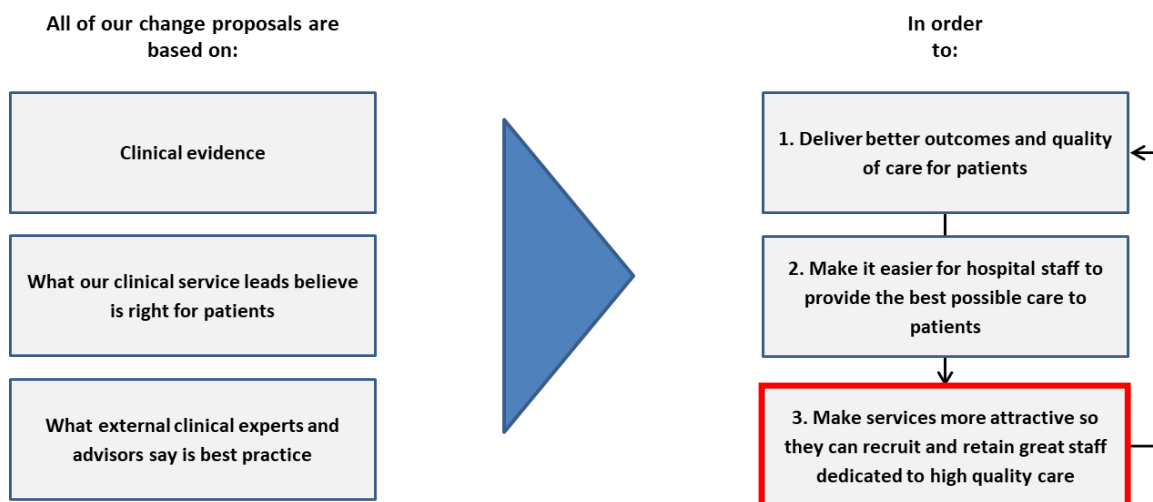 All of our change proposals are
based on:
Clinical evidence
What our clinical service leads believe
is right for patients
What external clinical experts and
advisors say is best practice
In order
to:
1. Deliver better outcomes and quality
of care for patients
2. Make it easier for hospital staff to
provide the best possible care to
patients
3. Make services more attractive so
they can recruit and retain great staff
dedicated to high quality care